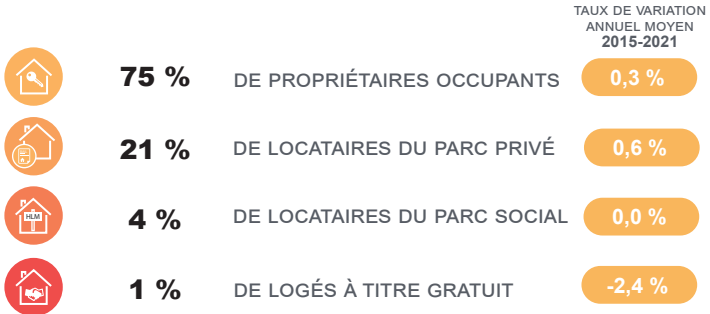 TAUX DE VARIATION
ANNUEL MOYEN
2015-2021
75 % DE PROPRIÉTAIRES OCCUPANTS 0,3 %
21 % DE LOCATAIRES DU PARC PRIVÉ 0,6 %
HLM
4 % DE LOCATAIRES DU PARC SOCIAL 0,0 %
1 % DE LOGÉS À TITRE GRATUIT -2,4 %